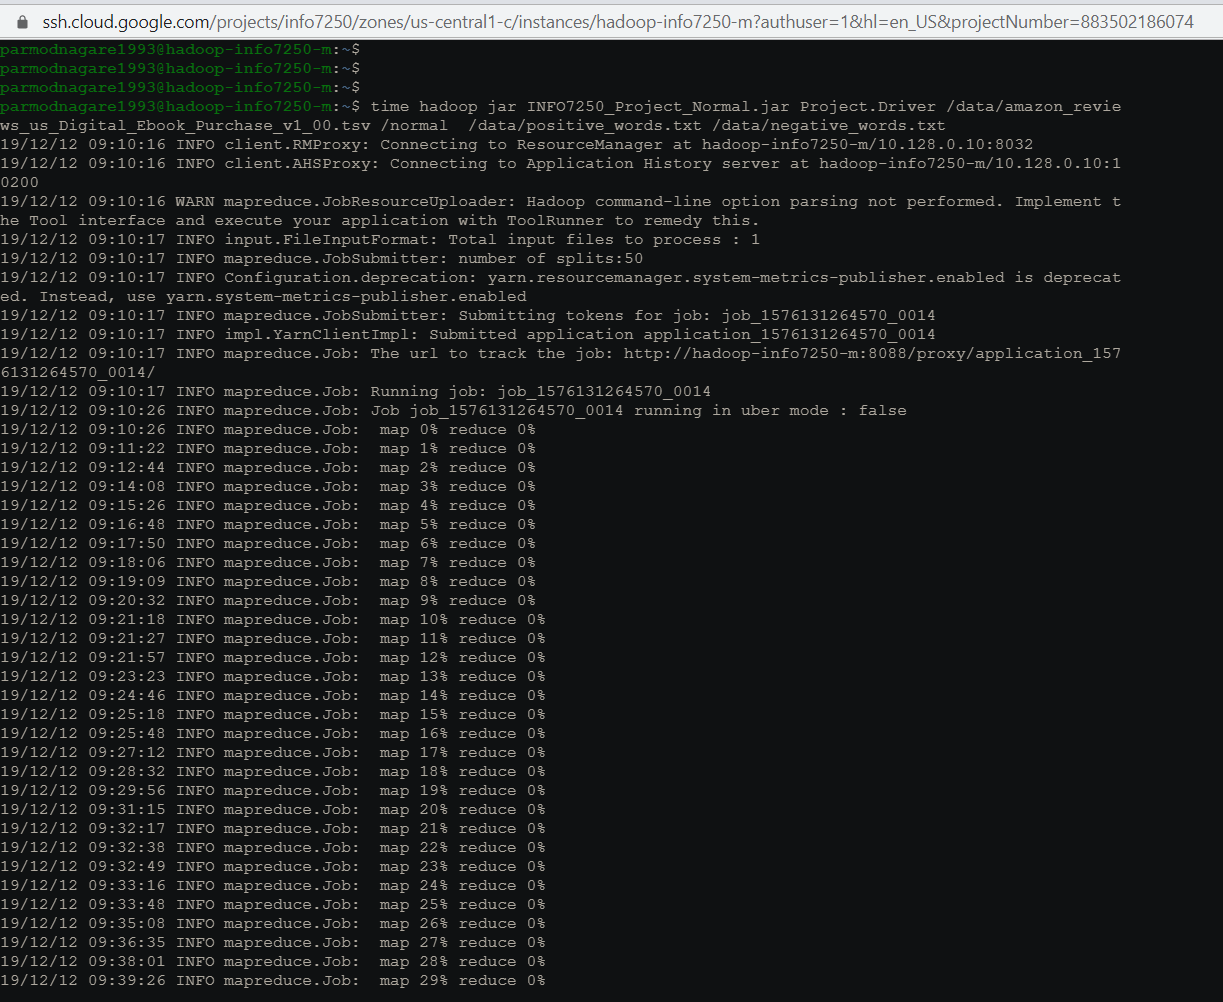 ssh.cloud.google.com/projects/info7250/zones/us-central1-c/instances/hadoop-info7250-m?authuser=1&hl=en_US&projectNumber=883502186074
parmodnagare1993@hadoop-info7250-m:~$
parmodnagare1993@hadoop-info7250-m:~$
parmodnagare1993@hadoop-info7250-m:~$
parmodnagare1993@hadoop-info7250-m:~$ time hadoop jar INFO7250_Project_Normal.jar Project.Driver /data/amazon_revie
ws_us_Digital_Ebook_Purchase_v1_00.tsv /normal  /data/positive_words.txt /data/negative_words.txt
19/12/12 09:10:16 INFO client.RMProxy: Connecting to ResourceManager at hadoop-info7250-m/10.128.0.10:8032
19/12/12 09:10:16 INFO client.AHSProxy: Connecting to Application History server at hadoop-info7250-m/10.128.0.10:1
0200
19/12/12 09:10:16 WARN mapreduce.JobResourceUploader: Hadoop command-line option parsing not performed. Implement t
he Tool interface and execute your application with ToolRunner to remedy this.
19/12/12 09:10:17 INFO input.FileInputFormat: Total input files to process : 1
19/12/12 09:10:17 INFO mapreduce.JobSubmitter: number of splits:50
19/12/12 09:10:17 INFO Configuration.deprecation: yarn.resourcemanager.system-metrics-publisher.enabled is deprecat
ed. Instead, use yarn.system-metrics-publisher.enabled
19/12/12 09:10:17 INFO mapreduce.JobSubmitter: Submitting tokens for job: job_1576131264570_0014
19/12/12 09:10:17 INFO impl.YarnClientImpl: Submitted application application_1576131264570_0014
19/12/12 09:10:17 INFO mapreduce.Job: The url to track the job: http://hadoop-info7250-m:8088/proxy/application_157
6131264570_0014/
19/12/12 09:10:17 INFO mapreduce.Job: Running job: job_1576131264570_0014
19/12/12 09:10:26 INFO mapreduce.Job: Job job_1576131264570_0014 running in uber mode : false
19/12/12 09:10:26 INFO mapreduce.Job:  map 0% reduce 0%
19/12/12 09:11:22 INFO mapreduce.Job:  map 1% reduce 0%
19/12/12 09:12:44 INFO mapreduce.Job:  map 2% reduce 0%
19/12/12 09:14:08 INFO mapreduce.Job:  map 3% reduce 0%
19/12/12 09:15:26 INFO mapreduce.Job:  map 4% reduce 0%
19/12/12 09:16:48 INFO mapreduce.Job:  map 5% reduce 0%
19/12/12 09:17:50 INFO mapreduce.Job:  map 6% reduce 0%
19/12/12 09:18:06 INFO mapreduce.Job:  map 7% reduce 0%
19/12/12 09:19:09 INFO mapreduce.Job:  map 8% reduce 0%
19/12/12 09:20:32 INFO mapreduce.Job:  map 9% reduce 0%
19/12/12 09:21:18 INFO mapreduce.Job:  map 10% reduce 0%
19/12/12 09:21:27 INFO mapreduce.Job:  map 11% reduce 0%
19/12/12 09:21:57 INFO mapreduce.Job:  map 12% reduce 0%
19/12/12 09:23:23 INFO mapreduce.Job:  map 13% reduce 0%
19/12/12 09:24:46 INFO mapreduce.Job:  map 14% reduce 0%
19/12/12 09:25:18 INFO mapreduce.Job:  map 15% reduce 0%
19/12/12 09:25:48 INFO mapreduce.Job:  map 16% reduce 0%
19/12/12 09:27:12 INFO mapreduce.Job:  map 17% reduce 0%
19/12/12 09:28:32 INFO mapreduce.Job:  map 18% reduce 0%
19/12/12 09:29:56 INFO mapreduce.Job:  map 19% reduce 0%
19/12/12 09:31:15 INFO mapreduce.Job:  map 20% reduce 0%
19/12/12 09:32:17 INFO mapreduce.Job:  map 21% reduce 0%
19/12/12 09:32:38 INFO mapreduce.Job:  map 22% reduce 0%
19/12/12 09:32:49 INFO mapreduce.Job:  map 23% reduce 0%
19/12/12 09:33:16 INFO mapreduce.Job:  map 24% reduce 0%
19/12/12 09:33:48 INFO mapreduce.Job:  map 25% reduce 0%
19/12/12 09:35:08 INFO mapreduce.Job:  map 26% reduce 0%
19/12/12 09:36:35 INFO mapreduce.Job:  map 27% reduce 0%
19/12/12 09:38:01 INFO mapreduce.Job:  map 28% reduce 0%
19/12/12 09:39:26 INFO mapreduce.Job:  map 29% reduce 0%